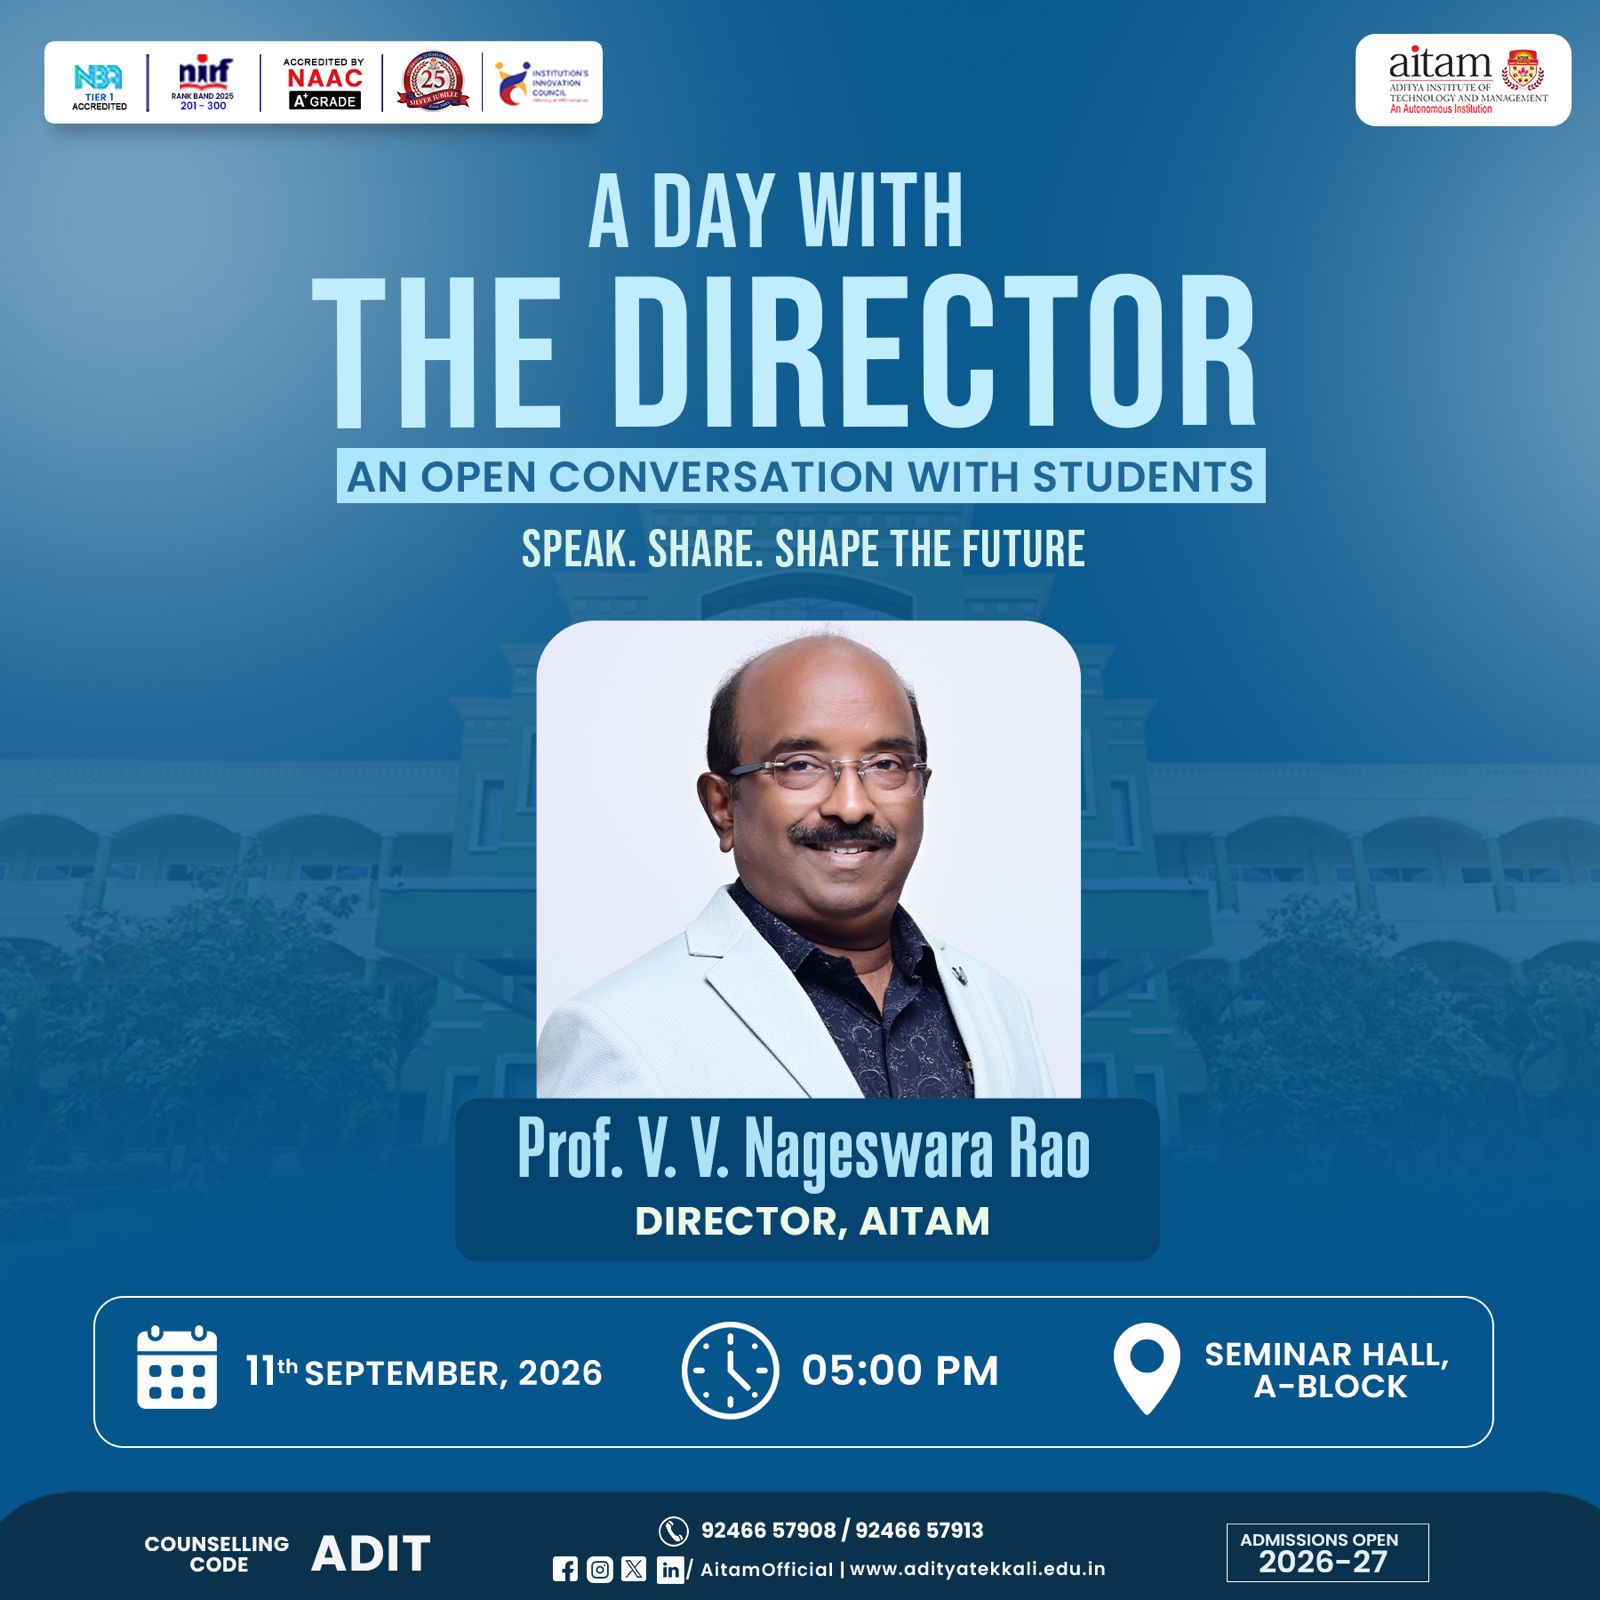 NBA
TIER 1
ACCREDITED
nirf
RANK BAND 2025
201 - 300
ACCREDITED BY
NAAC
A+ GRADE
25
SILVER JUBILEE
INSTITUTION'S
INNOVATION
COUNCIL
aitam
ADITYA INSTITUTE OF
TECHNOLOGY AND MANAGEMENT
An Autonomous Institution
A DAY WITH
THE DIRECTOR
AN OPEN CONVERSATION WITH STUDENTS
SPEAK. SHARE. SHAPE THE FUTURE
Prof. V. V. Nageswara Rao
DIRECTOR, AITAM
11th SEPTEMBER, 2026
05:00 PM
SEMINAR HALL,
A-BLOCK
COUNSELLING
CODE
ADIT
92466 57908 / 92466 57913
/ AitamOfficial | www.adityatekkali.edu.in
ADMISSIONS OPEN
2026-27